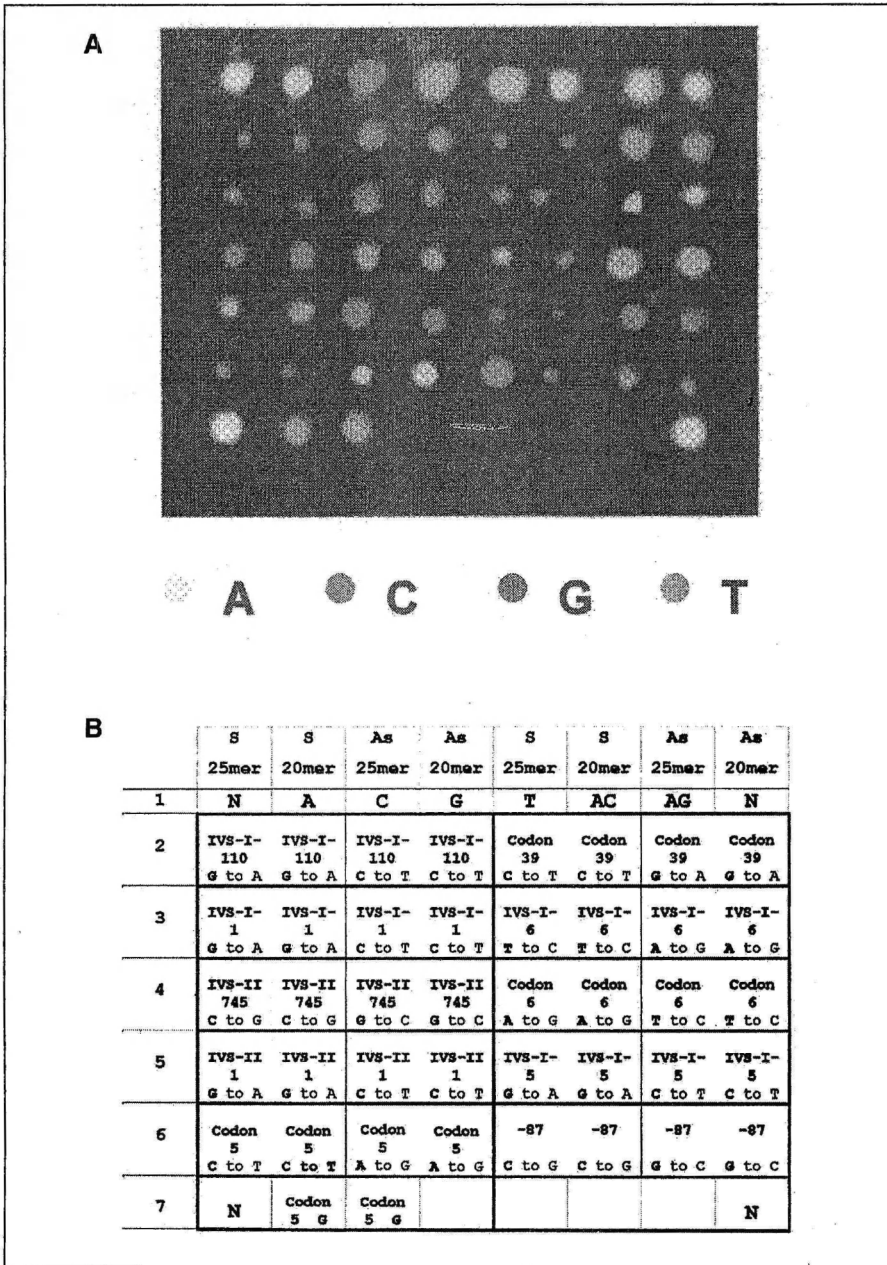 A
A C G T
B
S S As As S S As As
25mer 20mer 25mer 20mer 25mer 20mer 25mer 20mer
1 N A C G T AC AG N
2 IVS-I- IVS-I- IVS-I- IVS-I- Codon Codon Codon Codon
110 110 110 110 39 39 39 39
G to A G to A C to T C to T C to T C to T G to A G to A
3 IVS-I- IVS-I- IVS-I- IVS-I- IVS-I- IVS-I- IVS-I- IVS-I-
1 1 1 1 6 6 6 6
G to A G to A C to T C to T T to C T to C A to G A to G
4 IVS-II IVS-II IVS-II IVS-II Codon Codon Codon Codon
745 745 745 745 6 6 6 6
C to G C to G G to C G to C A to G A to G T to C T to C
5 IVS-II IVS-II IVS-II IVS-II IVS-I- IVS-I- IVS-I- IVS-I-
1 1 1 1 5 5 5 5
G to A G to A C to T C to T G to A G to A C to T C to T
6 Codon Codon Codon Codon -87 -87 -87 -87
5 5 5 5
C to T C to T A to G A to G C to G C to G G to C G to C
7 N Codon Codon N
5 G 5 G